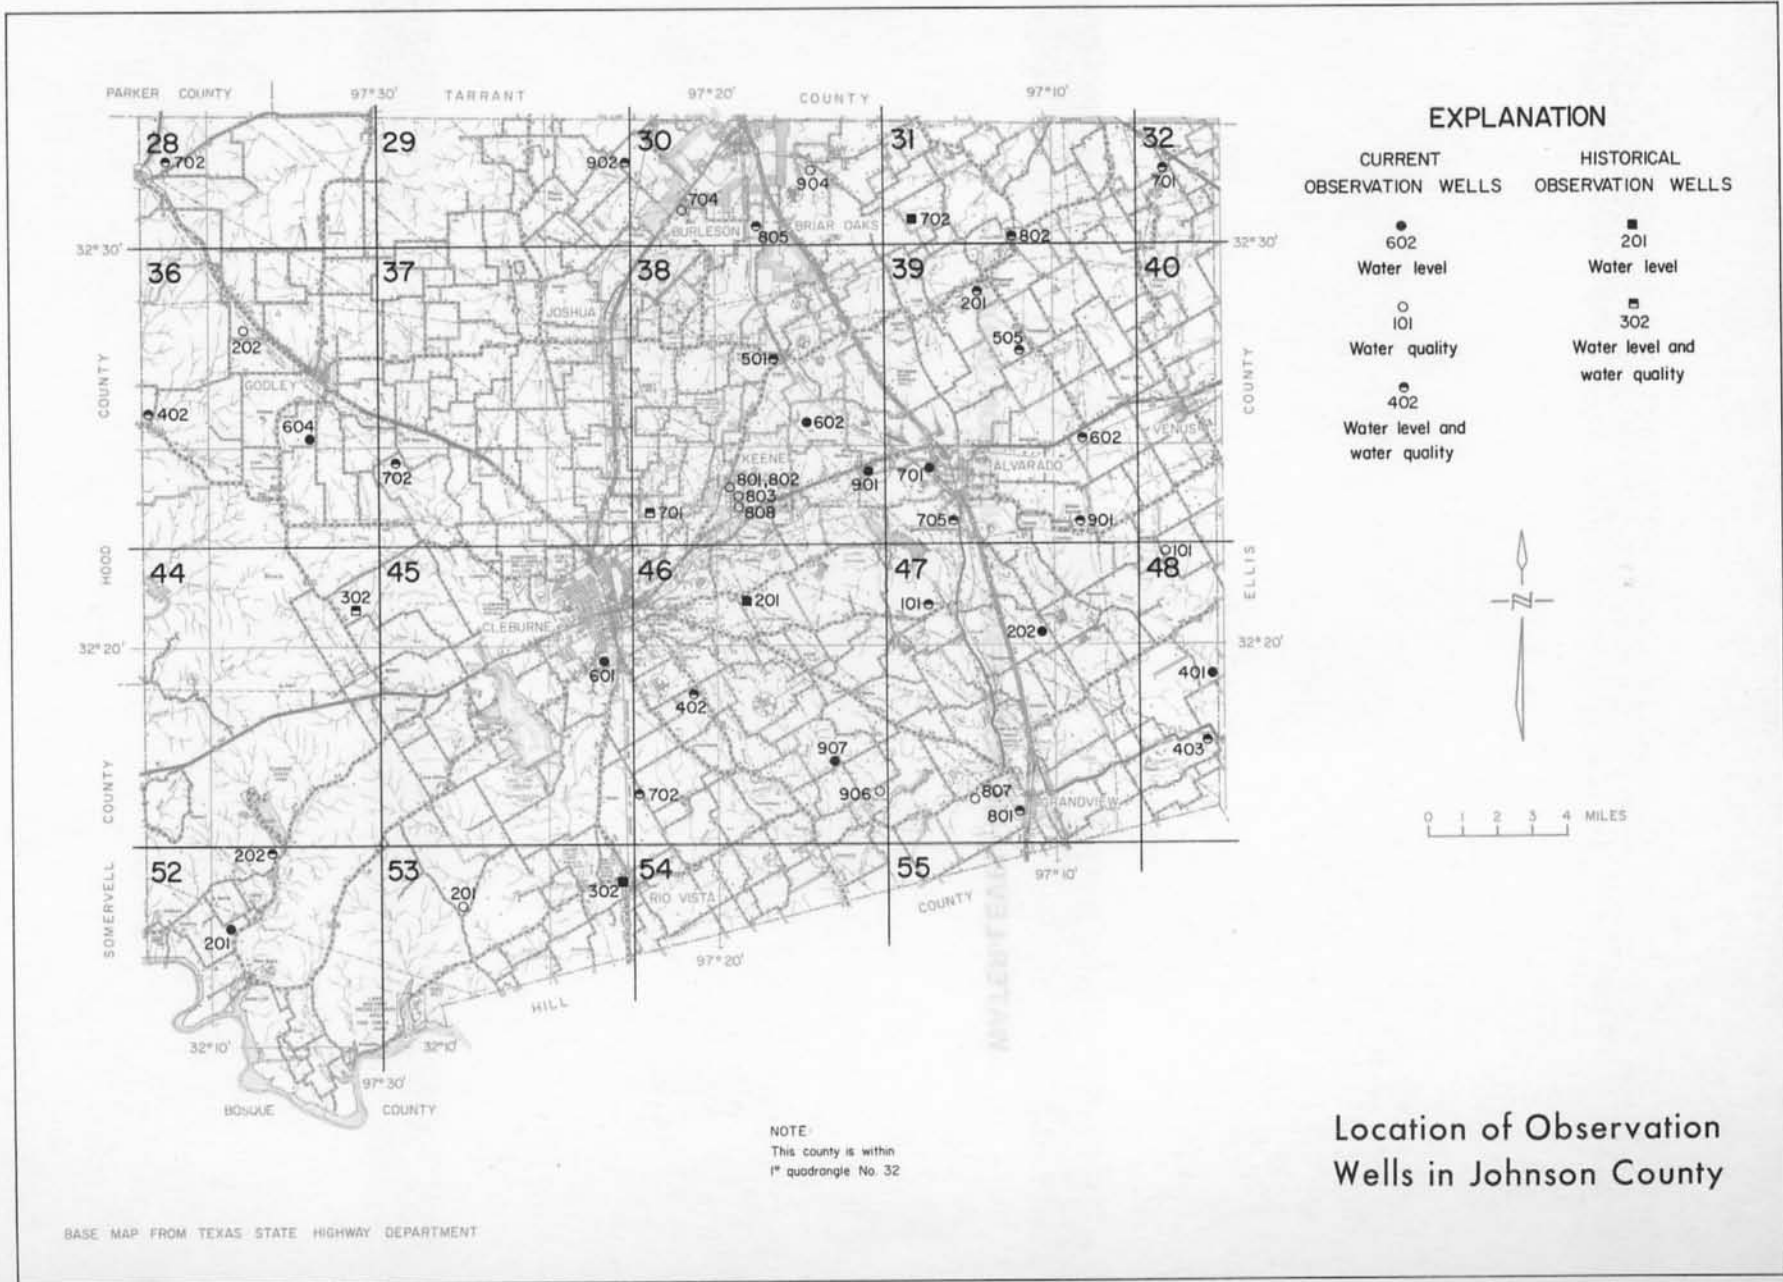 PARKER COUNTY
97° 30'
TARRANT
97° 20'
COUNTY
97° 10'
28
29
30
31
32
702
902
904
701
704
702
BURLESON
805
BRIAR OAKS
802
32° 30'
32° 30'
36
37
38
39
40
201
JOSHUA
202
505
501
GODLEY
COUNTY
COUNTY
402
604
602
602
VENUS
702
KEENE
ALVARADO
801,802
901
701
803
701
808
705
901
HOOD
44
45
46
47
48
101
ELLIS
302
201
101
CLEBURNE
202
32° 20'
32° 20'
601
401
402
907
403
702
906
807
801
GRANDVIEW
COUNTY
SOMERVELL
202
52
53
54
55
97° 10'
201
302
RIO VISTA
COUNTY
201
97° 20'
HILL
32° 10'
32° 10'
97° 30'
BOSQUE COUNTY
WATER LEVE
EXPLANATION
CURRENT
OBSERVATION WELLS
602
Water level
101
Water quality
402
Water level and
water quality
HISTORICAL
OBSERVATION WELLS
201
Water level
302
Water level and
water quality
N
0 1 2 3 4 MILES
NOTE:
This county is within
1° quadrangle No. 32
Location of Observation
Wells in Johnson County
BASE MAP FROM TEXAS STATE HIGHWAY DEPARTMENT